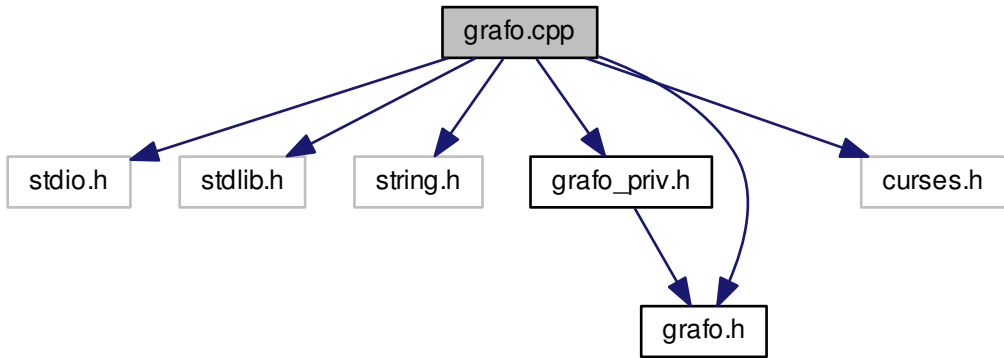 grafo.cpp
stdio.h
stdlib.h
string.h
grafo_priv.h
curses.h
grafo.h